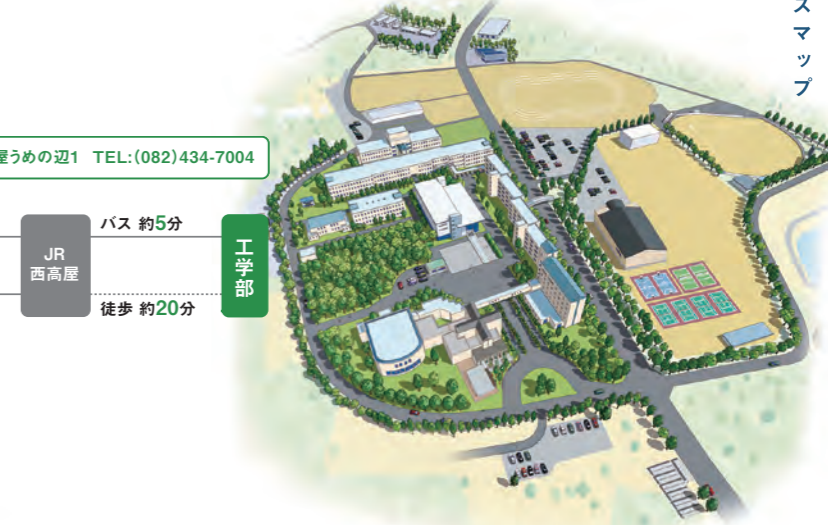 スマップ
屋うめの辺1 TEL:(082)434-7004
JR
西高屋
バス 約5分
徒歩 約20分
工学部